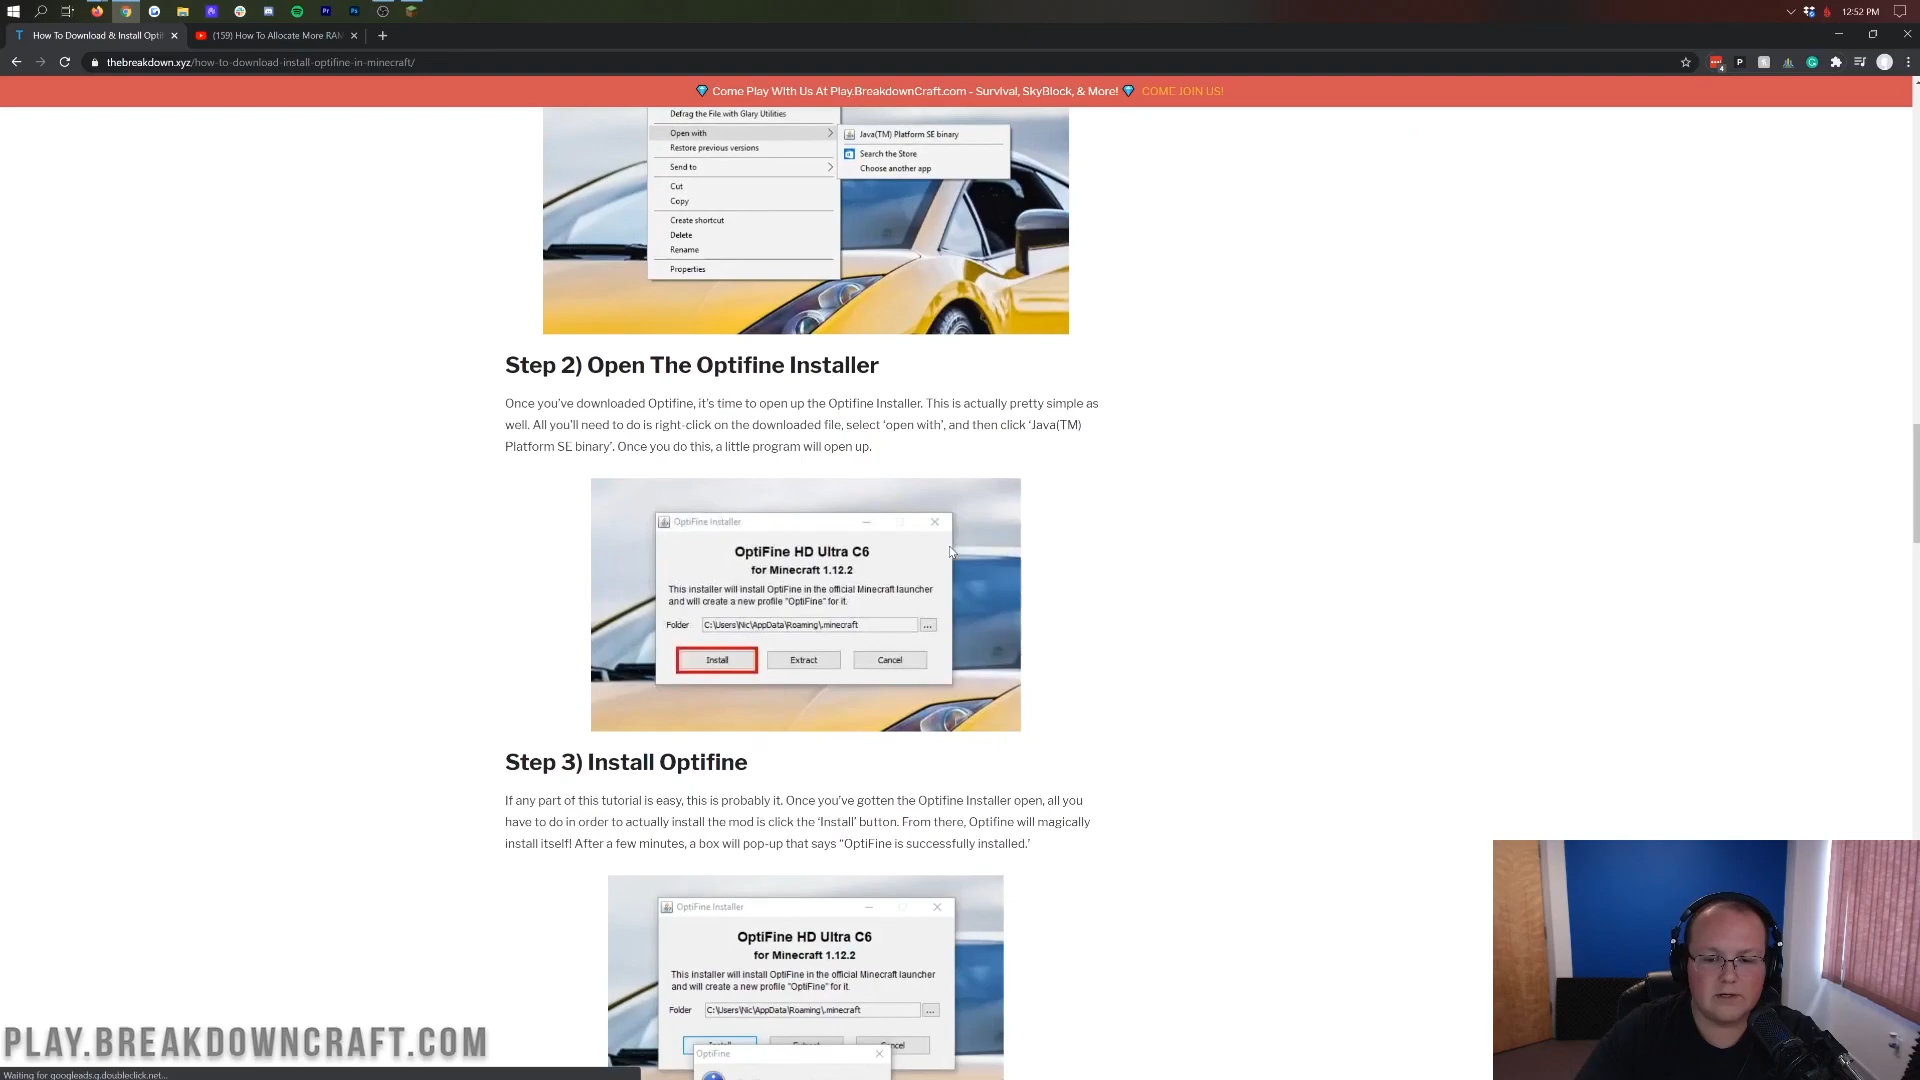 12:52 PM
How To Download & Install Opti
(159) How To Allocate More RAM
thebreakdown.xyz/how-to-download-install-optifine-in-minecraft/
Come Play With Us At Play.BreakdownCraft.com - Survival, SkyBlock, & More! COME JOIN US!
Defrag the File with Glary Utilities
Open with
Restore previous versions
Send to
Cut
Copy
Create shortcut
Delete
Rename
Properties
Java(TM) Platform SE binary
Search the Store
Choose another app
Step 2) Open The Optifine Installer
Once you've downloaded Optifine, it's time to open up the Optifine Installer. This is actually pretty simple as
well. All you'll need to do is right-click on the downloaded file, select 'open with', and then click 'Java(TM)
Platform SE binary'. Once you do this, a little program will open up.
OptiFine Installer
OptiFine HD Ultra C6
for Minecraft 1.12.2
This installer will install OptiFine in the official Minecraft launcher
and will create a new profile "OptiFine" for it.
Folder C:\Users\Nic\AppData\Roaming\.minecraft ...
Install Extract Cancel
Step 3) Install Optifine
If any part of this tutorial is easy, this is probably it. Once you've gotten the Optifine Installer open, all you
have to do in order to actually install the mod is click the 'Install' button. From there, Optifine will magically
install itself! After a few minutes, a box will pop-up that says "OptiFine is successfully installed.'
OptiFine Installer
OptiFine HD Ultra C6
for Minecraft 1.12.2
This installer will install OptiFine in the official Minecraft launcher
and will create a new profile "OptiFine" for it.
Folder C:\Users\Nic\AppData\Roaming\.minecraft ...
OptiFine
PLAY.BREAKDOWNCRAFT.COM
Waiting for googleads.g.doubleclick.net...